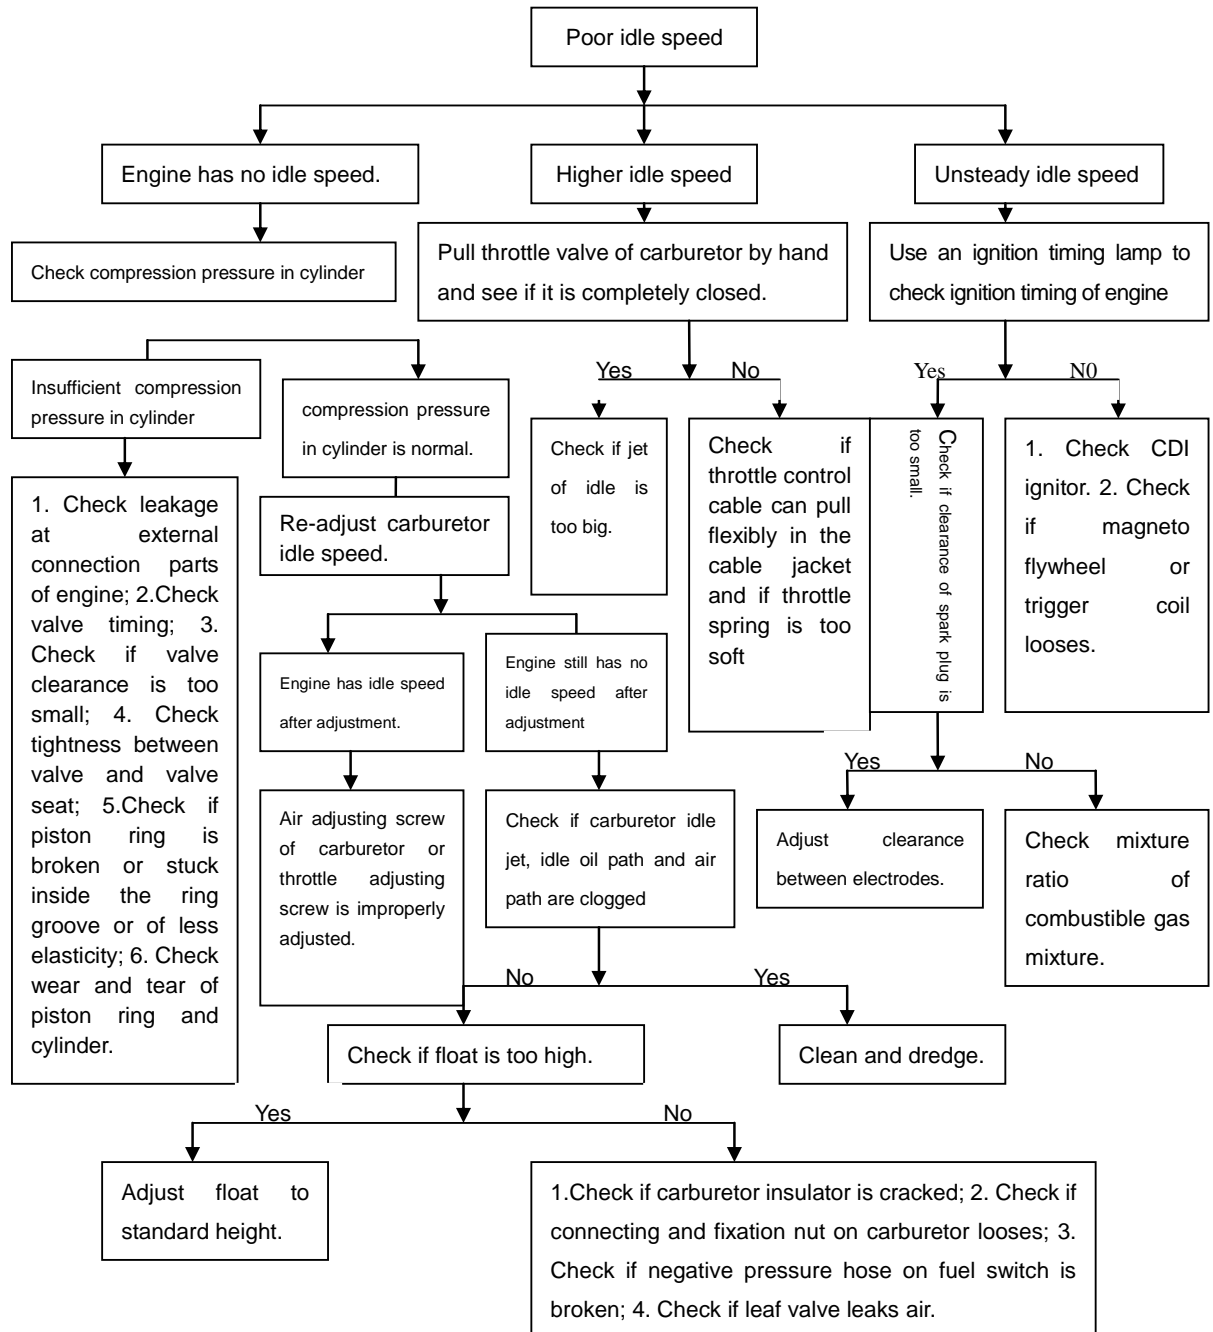 Poor idle speed
Engine has no idle speed.
Higher idle speed
Unsteady idle speed
Check compression pressure in cylinder
Pull throttle valve of carburetor by hand
and see if it is completely closed.
Use an ignition timing lamp to
check ignition timing of engine
Insufficient compression
pressure in cylinder
compression pressure
in cylinder is normal.
Yes
No
Yes
N0
Check if jet
of idle is
too big.
Check if
throttle control
cable can pull
flexibly in the
cable jacket
and if throttle
spring is too
soft
Check if clearance of spark plug is
too small.
1. Check CDI
ignitor. 2. Check
if magneto
flywheel or
trigger coil
looses.
1. Check leakage
at external
connection parts
of engine; 2.Check
valve timing; 3.
Check if valve
clearance is too
small; 4. Check
tightness between
valve and valve
seat; 5.Check if
piston ring is
broken or stuck
inside the ring
groove or of less
elasticity; 6. Check
wear and tear of
piston ring and
cylinder.
Re-adjust carburetor
idle speed.
Engine has idle speed
after adjustment.
Engine still has no
idle speed after
adjustment
Yes
No
Air adjusting screw
of carburetor or
throttle adjusting
screw is improperly
adjusted.
Check if carburetor idle
jet, idle oil path and air
path are clogged
Adjust clearance
between electrodes.
Check mixture
ratio of
combustible gas
mixture.
No
Yes
Check if float is too high.
Clean and dredge.
Yes
No
Adjust float to
standard height.
1.Check if carburetor insulator is cracked; 2. Check if
connecting and fixation nut on carburetor looses; 3.
Check if negative pressure hose on fuel switch is
broken; 4. Check if leaf valve leaks air.